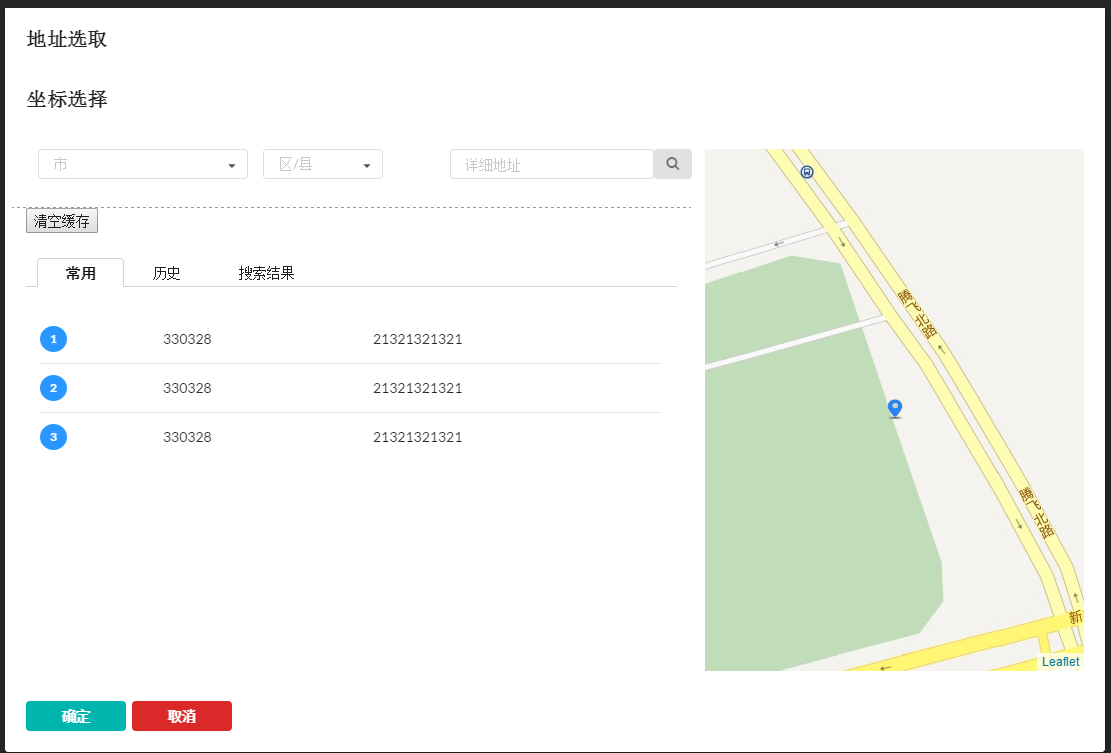 地址选取
坐标选择
市 区/县 详细地址
清空缓存
常用 历史 搜索结果
1 330328 21321321321
2 330328 21321321321
3 330328 21321321321
腾飞北路
腾飞北路
新
Leaflet
确定 取消